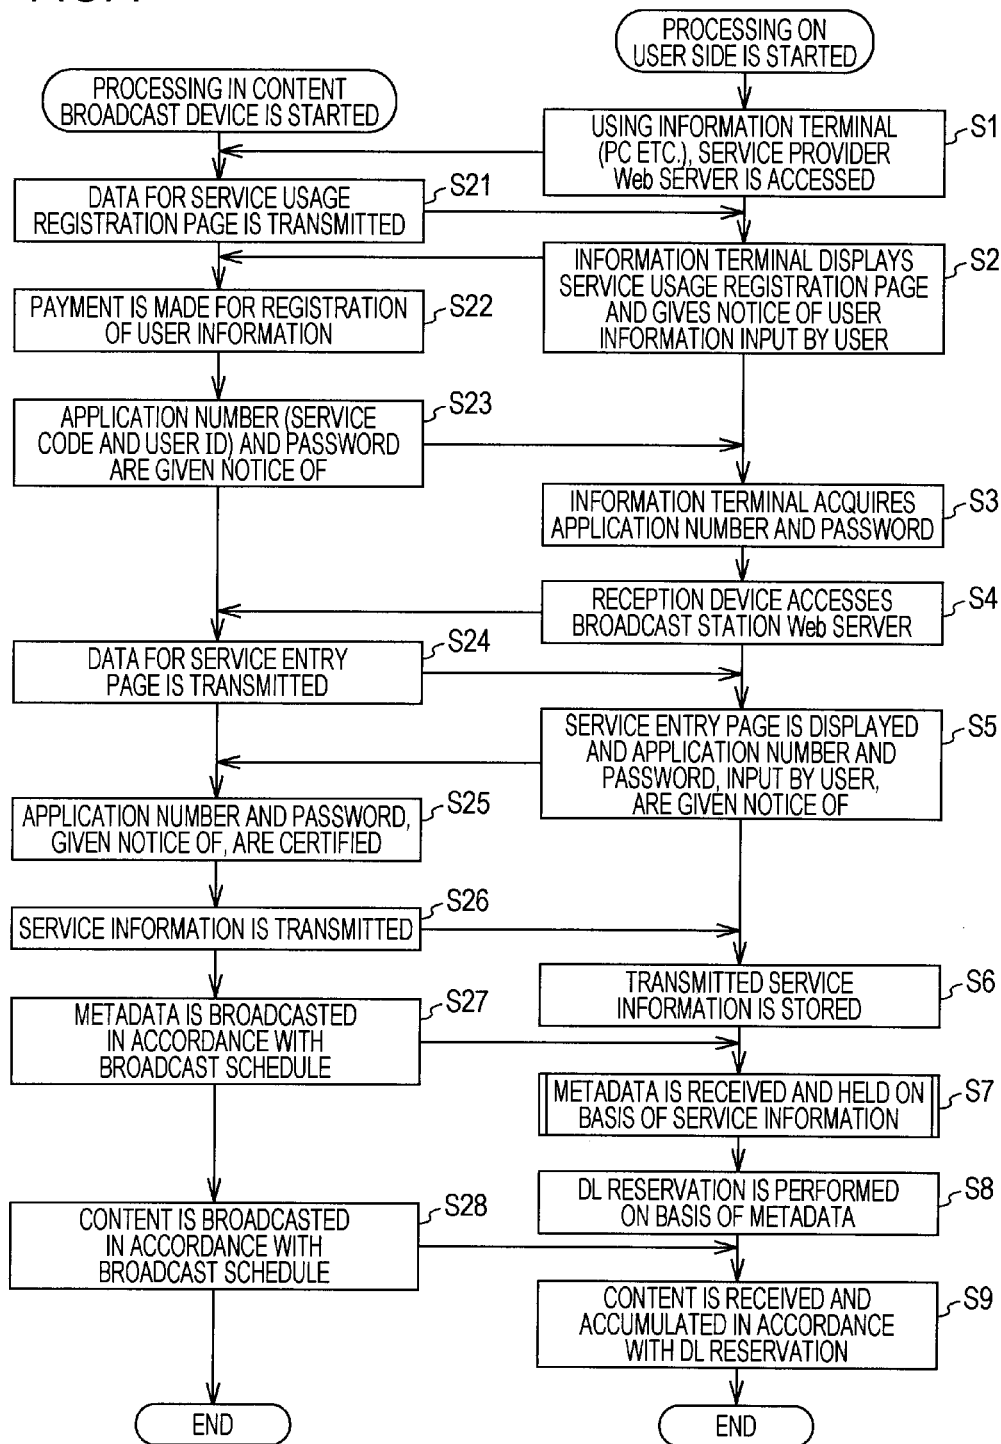 PROCESSING ON
USER SIDE IS STARTED
PROCESSING IN CONTENT
BROADCAST DEVICE IS STARTED
S1
USING INFORMATION TERMINAL
(PC ETC.), SERVICE PROVIDER
Web SERVER IS ACCESSED
S21
DATA FOR SERVICE USAGE
REGISTRATION PAGE IS TRANSMITTED
S2
INFORMATION TERMINAL DISPLAYS
SERVICE USAGE REGISTRATION PAGE
AND GIVES NOTICE OF USER
INFORMATION INPUT BY USER
S22
PAYMENT IS MADE FOR REGISTRATION
OF USER INFORMATION
S23
APPLICATION NUMBER (SERVICE
CODE AND USER ID) AND PASSWORD
ARE GIVEN NOTICE OF
S3
INFORMATION TERMINAL ACQUIRES
APPLICATION NUMBER AND PASSWORD
S4
RECEPTION DEVICE ACCESSES
BROADCAST STATION Web SERVER
S24
DATA FOR SERVICE ENTRY
PAGE IS TRANSMITTED
S5
SERVICE ENTRY PAGE IS DISPLAYED
AND APPLICATION NUMBER AND
PASSWORD, INPUT BY USER,
ARE GIVEN NOTICE OF
S25
APPLICATION NUMBER AND PASSWORD,
GIVEN NOTICE OF, ARE CERTIFIED
S26
SERVICE INFORMATION IS TRANSMITTED
S6
TRANSMITTED SERVICE
INFORMATION IS STORED
S27
METADATA IS BROADCASTED
IN ACCORDANCE WITH
BROADCAST SCHEDULE
S7
METADATA IS RECEIVED AND HELD ON
BASIS OF SERVICE INFORMATION
S8
DL RESERVATION IS PERFORMED
ON BASIS OF METADATA
S28
CONTENT IS BROADCASTED
IN ACCORDANCE WITH
BROADCAST SCHEDULE
S9
CONTENT IS RECEIVED AND
ACCUMULATED IN ACCORDANCE
WITH DL RESERVATION
END
END